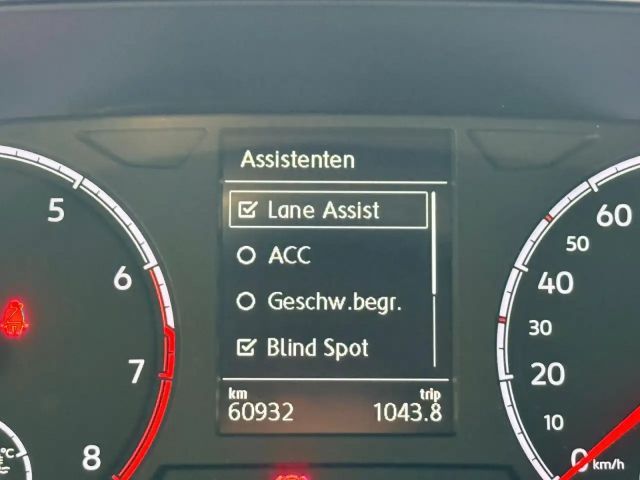 Assistenten
Lane Assist
ACC
Geschw.begr.
Blind Spot
km trip
60932 1043.8
5
6
7
8
°C
60
50
40
30
20
10
0 km/h